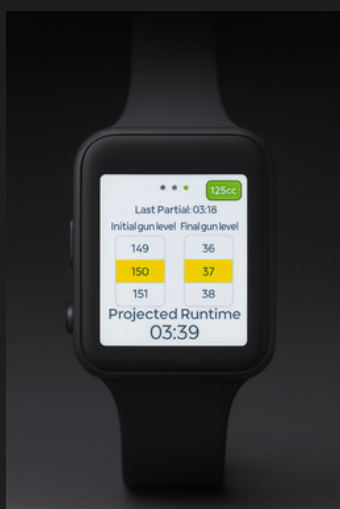 125cc
Last Partial: 03:18
Initial gun level Final gun level
149 36
150 37
151 38
Projected Runtime
03:39